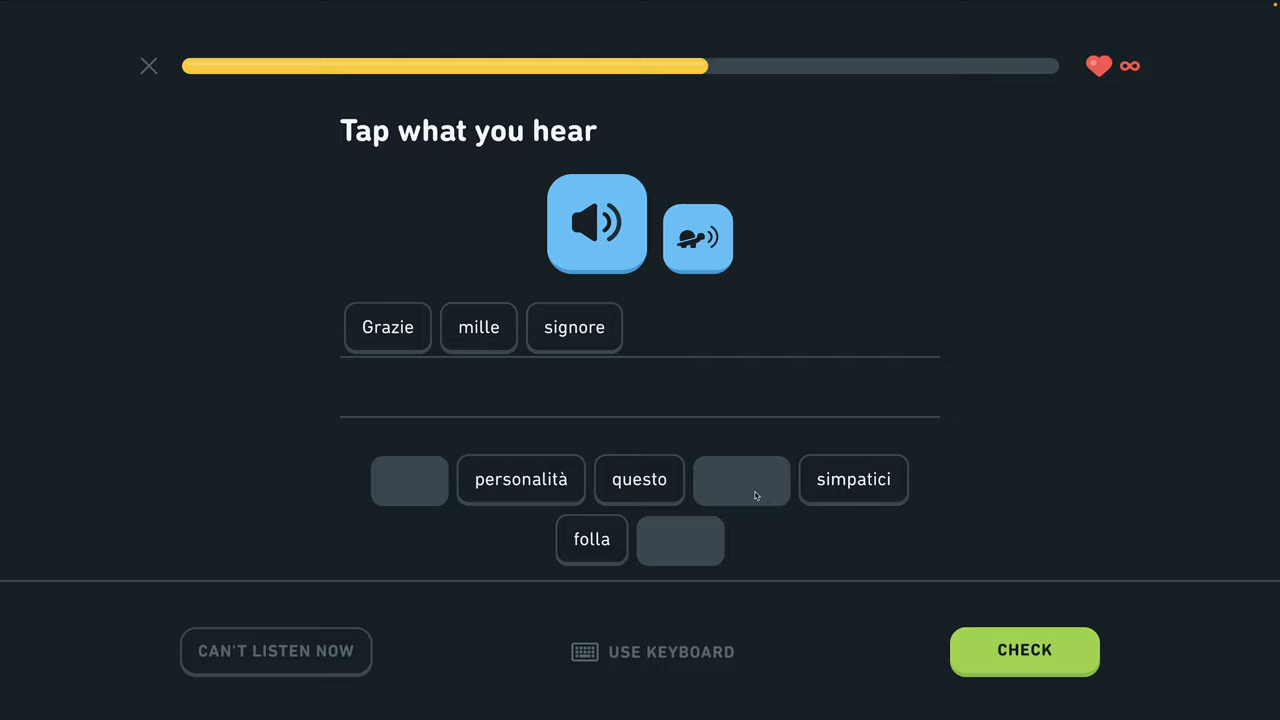 ∞
Tap what you hear
Grazie mille signore
personalità questo simpatici
folla
CAN'T LISTEN NOW USE KEYBOARD CHECK